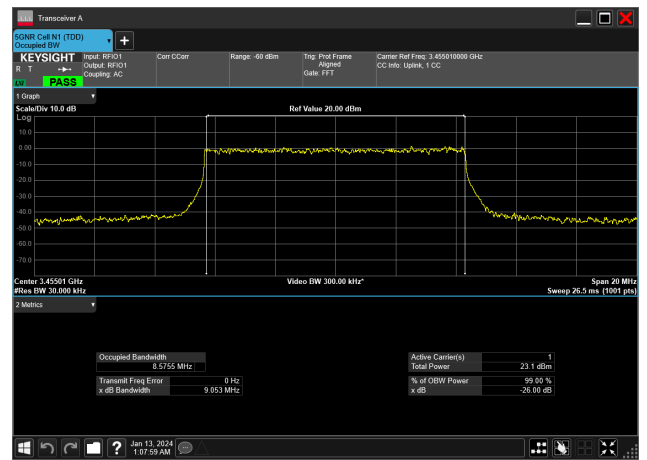 Transceiver A
5GNR Cell N1 (TDD)
Occupied BW
+
KEYSIGHT
R T
LV PASS
Input: RFIO1
Output: RFIO1
Coupling: AC
Corr CCorr
Range: -60 dBm
Trig: Prot Frame
Aligned
Gate: FFT
Carrier Ref Freq: 3.455010000 GHz
CC Info: Uplink, 1 CC
1 Graph
Scale/Div 10.0 dB
Ref Value 20.00 dBm
Log
10.0
0.00
-10.0
-20.0
-30.0
-40.0
-50.0
-60.0
-70.0
Center 3.45501 GHz
Video BW 300.00 kHz*
Span 20 MHz
#Res BW 30.000 kHz
Sweep 26.5 ms (1001 pts)
2 Metrics
Occupied Bandwidth
8.5755 MHz
Active Carrier(s) 1
Total Power 23.1 dBm
Transmit Freq Error 0 Hz
x dB Bandwidth 9.053 MHz
% of OBW Power 99.00 %
x dB -26.00 dB
?
Jan 13, 2024
1:07:59 AM